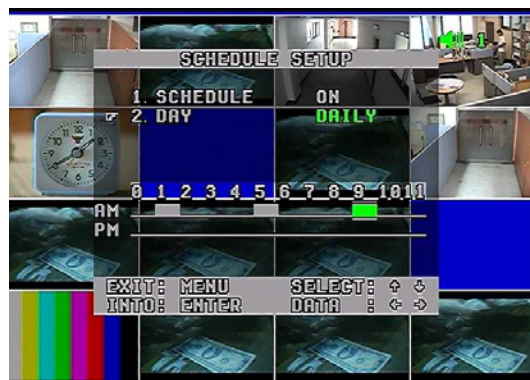 1
SCHEDULE SETUP
1. SCHEDULE ON
2. DAY DAILY
0 1 2 3 4 5 6 7 8 9 10 11
AM
PM
EXIT: MENU SELECT: ↑ ↓
INTO: ENTER DATA : ← →